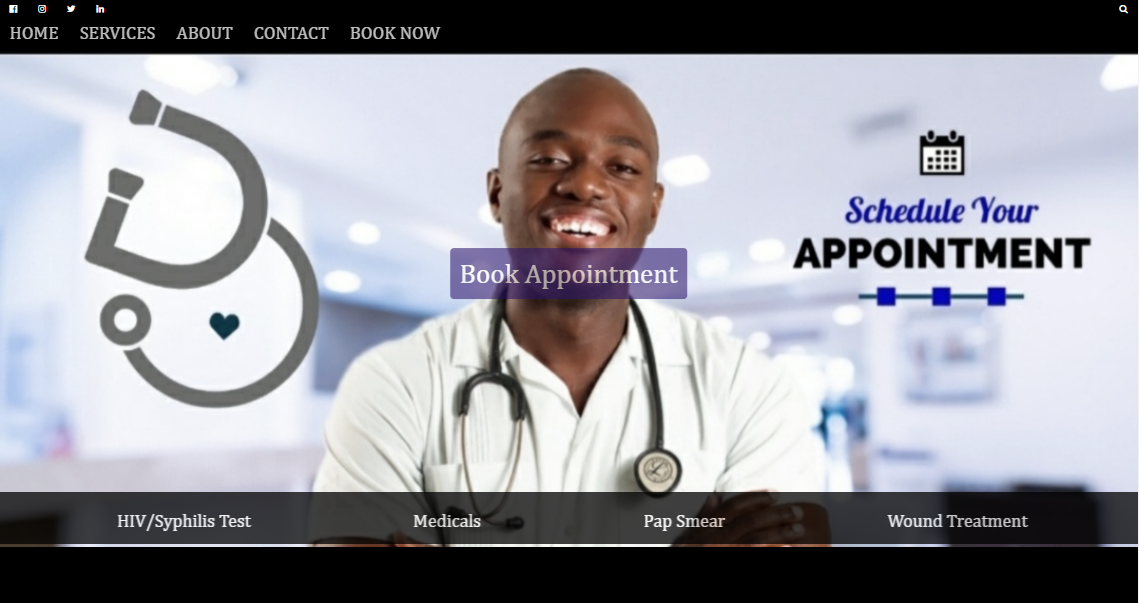 HOME SERVICES ABOUT CONTACT BOOK NOW
Schedule Your
APPOINTMENT
Book Appointment
HIV/Syphilis Test Medicals Pap Smear Wound Treatment